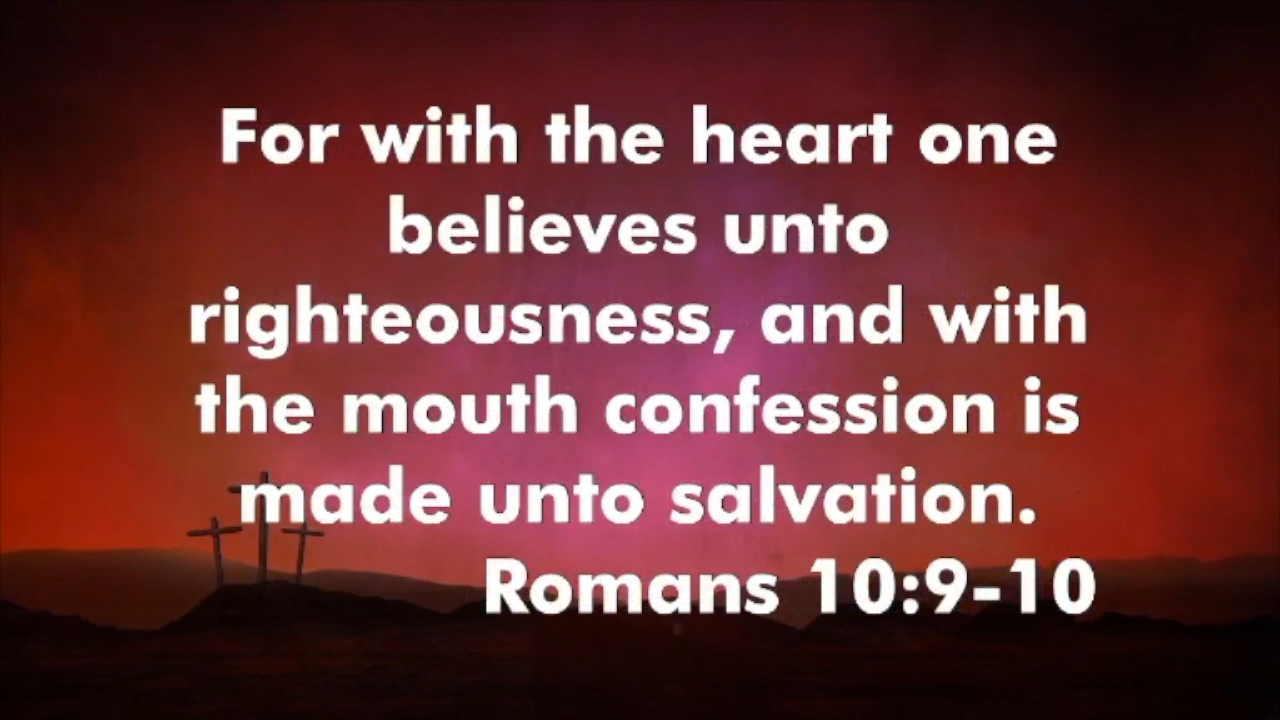 For with the heart one
believes unto
righteousness, and with
the mouth confession is
made unto salvation.
Romans 10:9-10